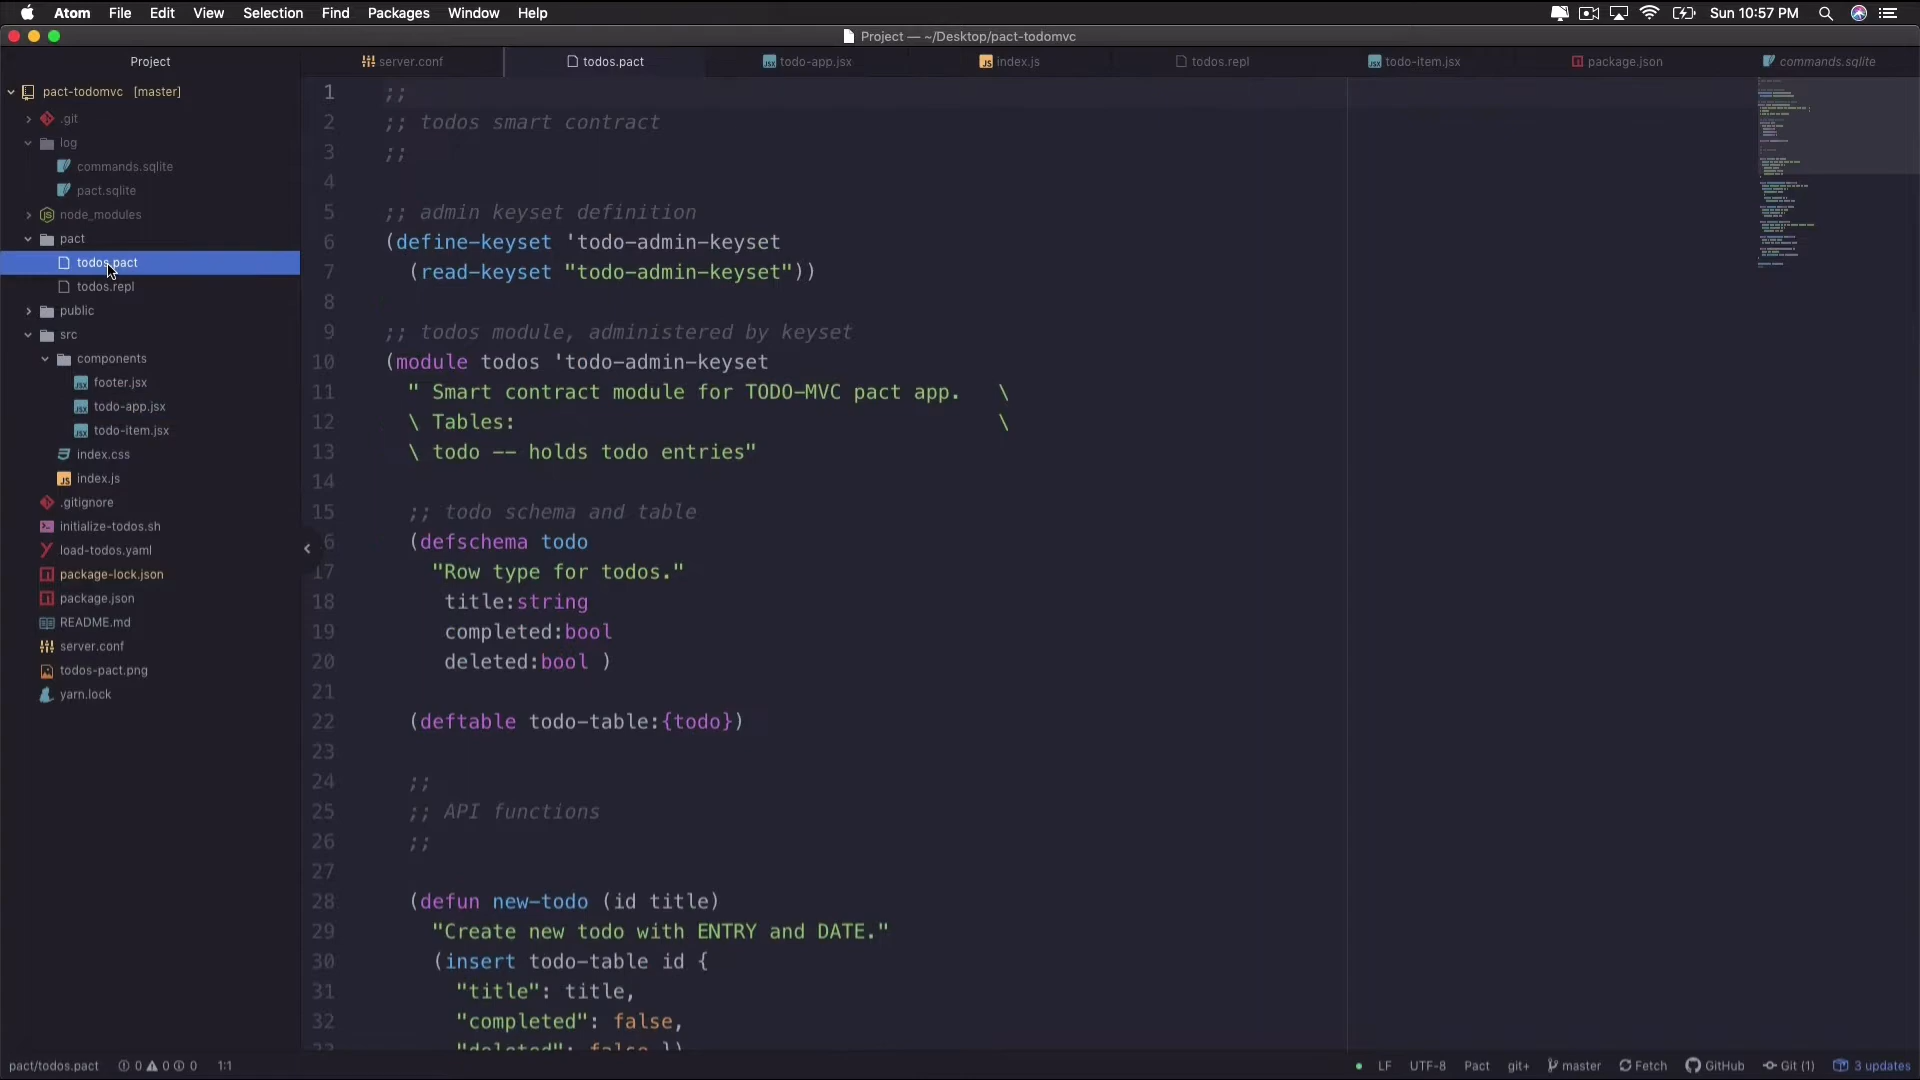 Atom File Edit View Selection Find Packages Window Help Sun 10:57 PM
Project — ~/Desktop/pact-todomvc
Project
server.conf todos.pact todo-app.jsx index.js todos.repl todo-item.jsx package.json commands.sqlite
pact-todomvc [master]
.git
log
commands.sqlite
pact.sqlite
node_modules
pact
todos.pact
todos.repl
public
src
components
footer.jsx
todo-app.jsx
todo-item.jsx
index.css
index.js
.gitignore
initialize-todos.sh
load-todos.yaml
package-lock.json
package.json
README.md
server.conf
todos-pact.png
yarn.lock
1 ;;
2 ;; todos smart contract
3 ;;
4
5 ;; admin keyset definition
6 (define-keyset 'todo-admin-keyset
7 (read-keyset "todo-admin-keyset"))
8
9 ;; todos module, administered by keyset
10 (module todos 'todo-admin-keyset
11 " Smart contract module for TODO-MVC pact app. \
12 \ Tables: \
13 \ todo -- holds todo entries"
14
15 ;; todo schema and table
6 (defschema todo
17 "Row type for todos."
18 title:string
19 completed:bool
20 deleted:bool )
21
22 (deftable todo-table:{todo})
23
24 ;;
25 ;; API functions
26 ;;
27
28 (defun new-todo (id title)
29 "Create new todo with ENTRY and DATE."
30 (insert todo-table id {
31 "title": title,
32 "completed": false,
33 "deleted": false })
pact/todos.pact 0 0 0 1:1 LF UTF-8 Pact git+ master Fetch GitHub Git (1) 3 updates